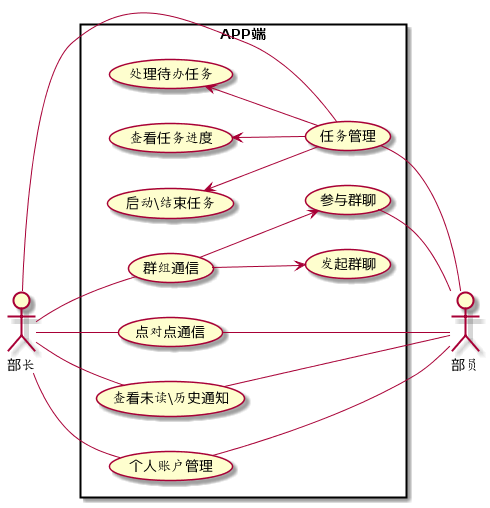 APP端
处理待办任务
查看任务进度
任务管理
启动\结束任务
参与群聊
群组通信
发起群聊
点对点通信
部长
部员
查看未读\历史通知
个人账户管理